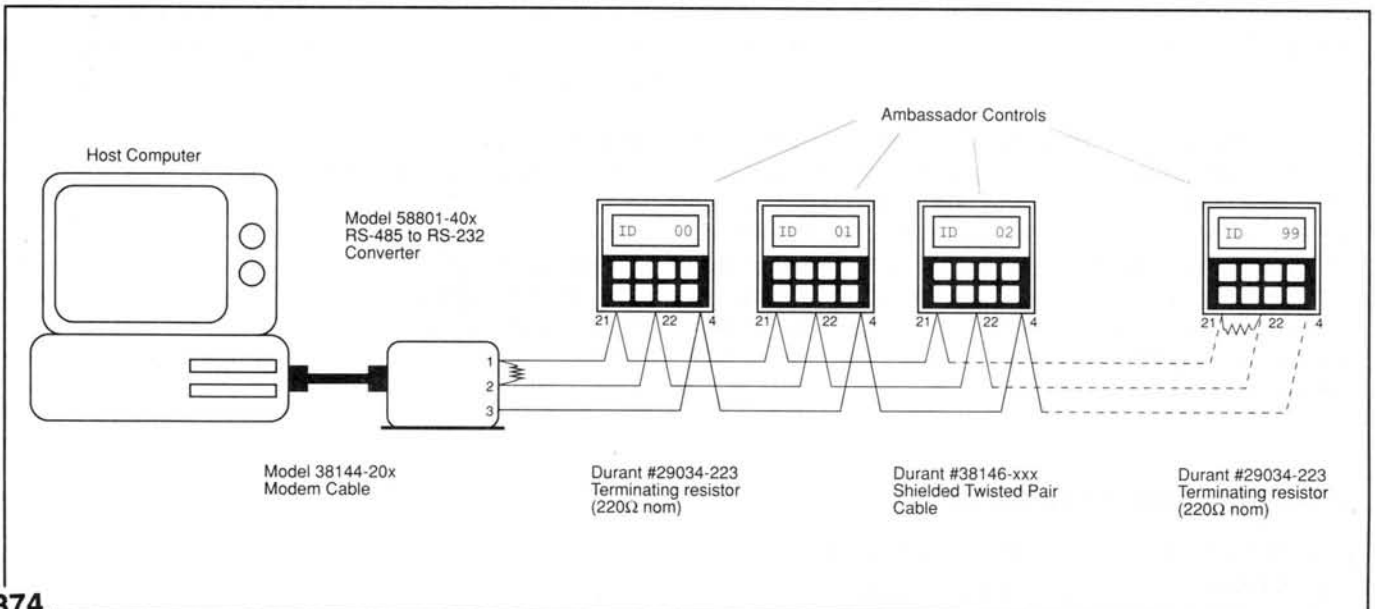 Ambassador Controls
Host Computer
Model 58801-40x
RS-485 to RS-232
Converter
ID 00
ID 01
ID 02
ID 99
21 22 4
21 22 4
21 22 4
21 22 4
1
2
3
Model 38144-20x
Modem Cable
Durant #29034-223
Terminating resistor
(220Ω nom)
Durant #38146-xxx
Shielded Twisted Pair
Cable
Durant #29034-223
Terminating resistor
(220Ω nom)
874